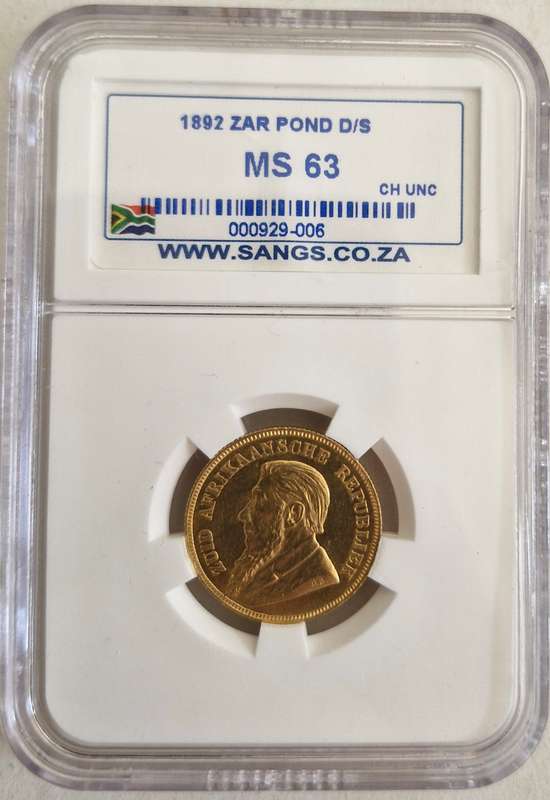 1892 ZAR POND D/S
MS 63
CH UNC
000929-006
WWW.SANGS.CO.ZA
ZUID AFRIKAANSCHE REPUBLIEK